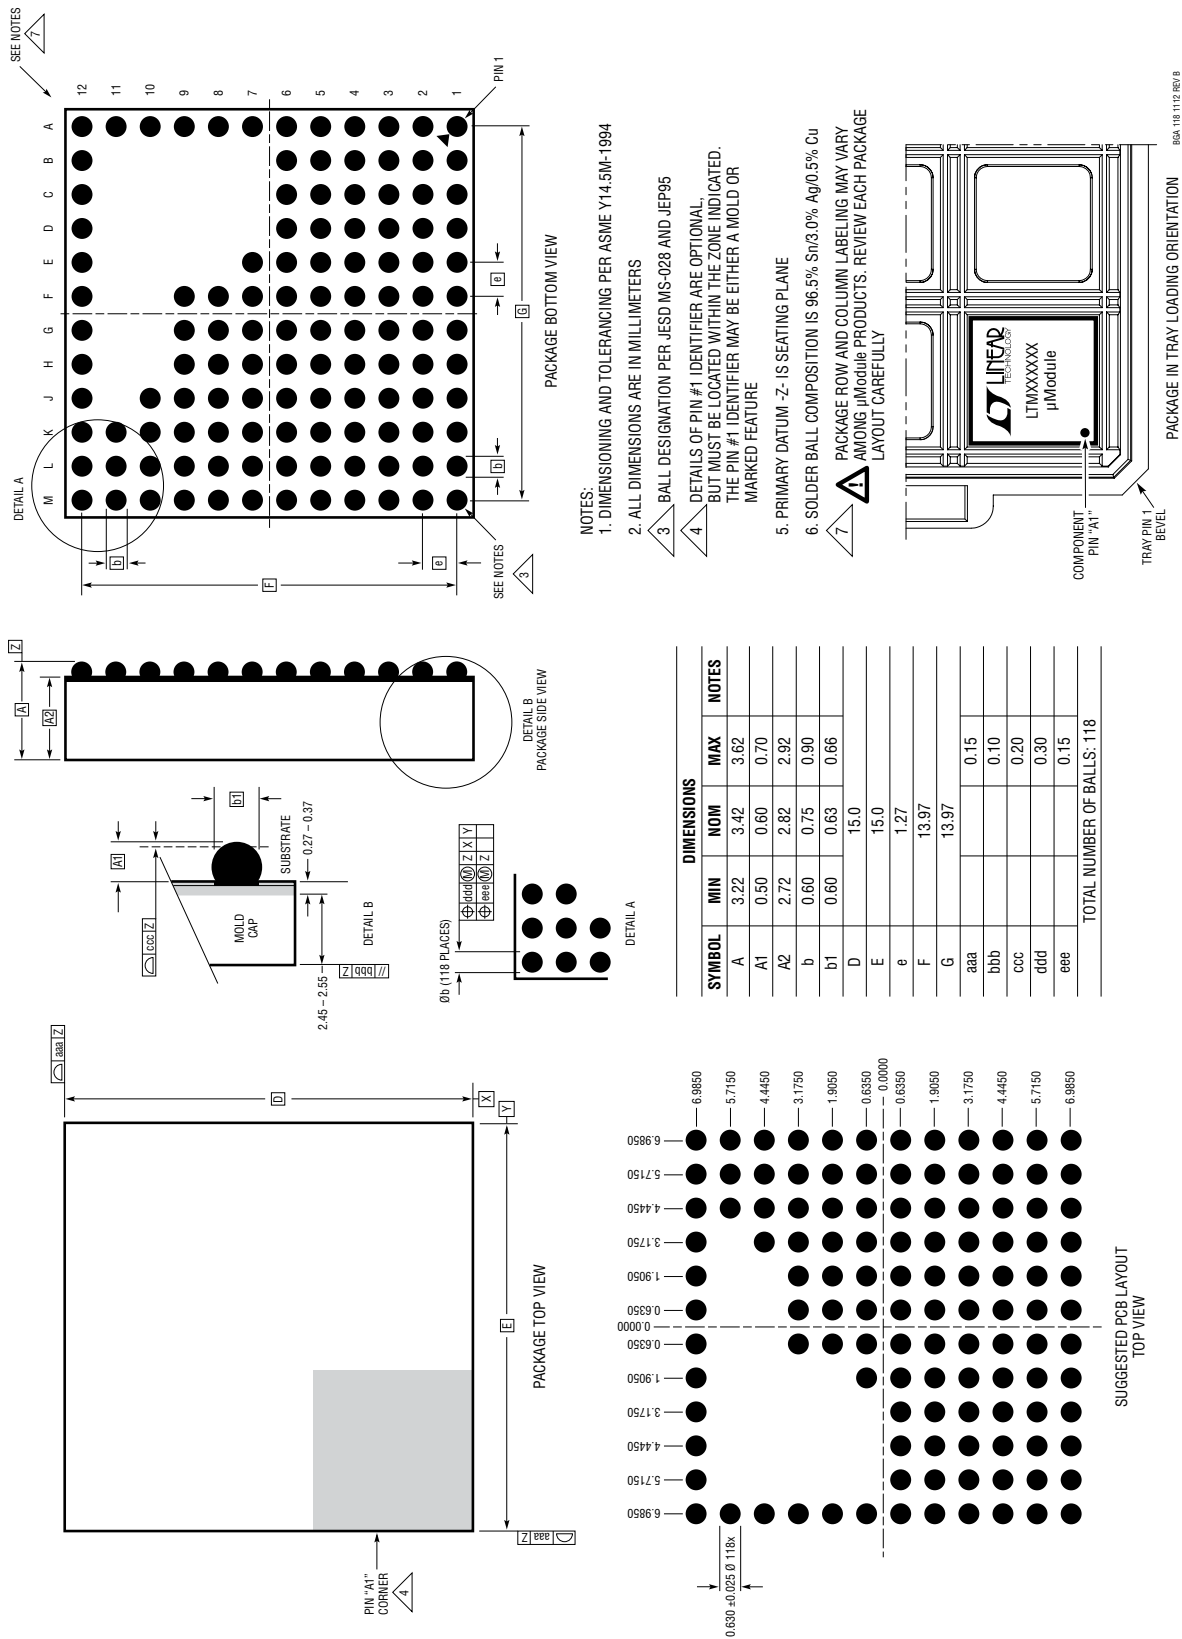 SEE NOTES
7
DETAIL A
M L K J H G F E D C B A
12
11
10
9
8
7
6
5
4
3
2
1
PIN 1
b
F
e
b
e
G
SEE NOTES
3
PACKAGE BOTTOM VIEW
Z
A
A2
DETAIL B
PACKAGE SIDE VIEW
A1
ccc Z
b1
MOLD
CAP
SUBSTRATE
0.27 – 0.37
2.45 – 2.55
// bbb Z
DETAIL B
Øb (118 PLACES)
ddd M Z X Y
eee M Z
DETAIL A
aaa Z
D
X
Y
E
aaa Z
PIN “A1”
CORNER
4
PACKAGE TOP VIEW
NOTES:
1. DIMENSIONING AND TOLERANCING PER ASME Y14.5M-1994
2. ALL DIMENSIONS ARE IN MILLIMETERS
3 BALL DESIGNATION PER JESD MS-028 AND JEP95
4 DETAILS OF PIN #1 IDENTIFIER ARE OPTIONAL,
BUT MUST BE LOCATED WITHIN THE ZONE INDICATED.
THE PIN #1 IDENTIFIER MAY BE EITHER A MOLD OR
MARKED FEATURE
5. PRIMARY DATUM -Z- IS SEATING PLANE
6. SOLDER BALL COMPOSITION IS 96.5% Sn/3.0% Ag/0.5% Cu
7 ! PACKAGE ROW AND COLUMN LABELING MAY VARY
AMONG µModule PRODUCTS. REVIEW EACH PACKAGE
LAYOUT CAREFULLY
DIMENSIONS
SYMBOL MIN NOM MAX NOTES
A 3.22 3.42 3.62
A1 0.50 0.60 0.70
A2 2.72 2.82 2.92
b 0.60 0.75 0.90
b1 0.60 0.63 0.66
D 15.0
E 15.0
e 1.27
F 13.97
G 13.97
aaa 0.15
bbb 0.10
ccc 0.20
ddd 0.30
eee 0.15
TOTAL NUMBER OF BALLS: 118
6.9850
5.7150
4.4450
3.1750
1.9050
0.6350
0.0000
0.6350
1.9050
3.1750
4.4450
5.7150
6.9850
6.9850
5.7150
4.4450
3.1750
1.9050
0.6350
0.0000
0.6350
1.9050
3.1750
4.4450
5.7150
6.9850
0.630 ±0.025 Ø 118x
SUGGESTED PCB LAYOUT
TOP VIEW
LINEAR
TECHNOLOGY
LTMXXXXXX
µModule
COMPONENT
PIN “A1”
TRAY PIN 1
BEVEL
PACKAGE IN TRAY LOADING ORIENTATION
BGA 118 1112 REV B